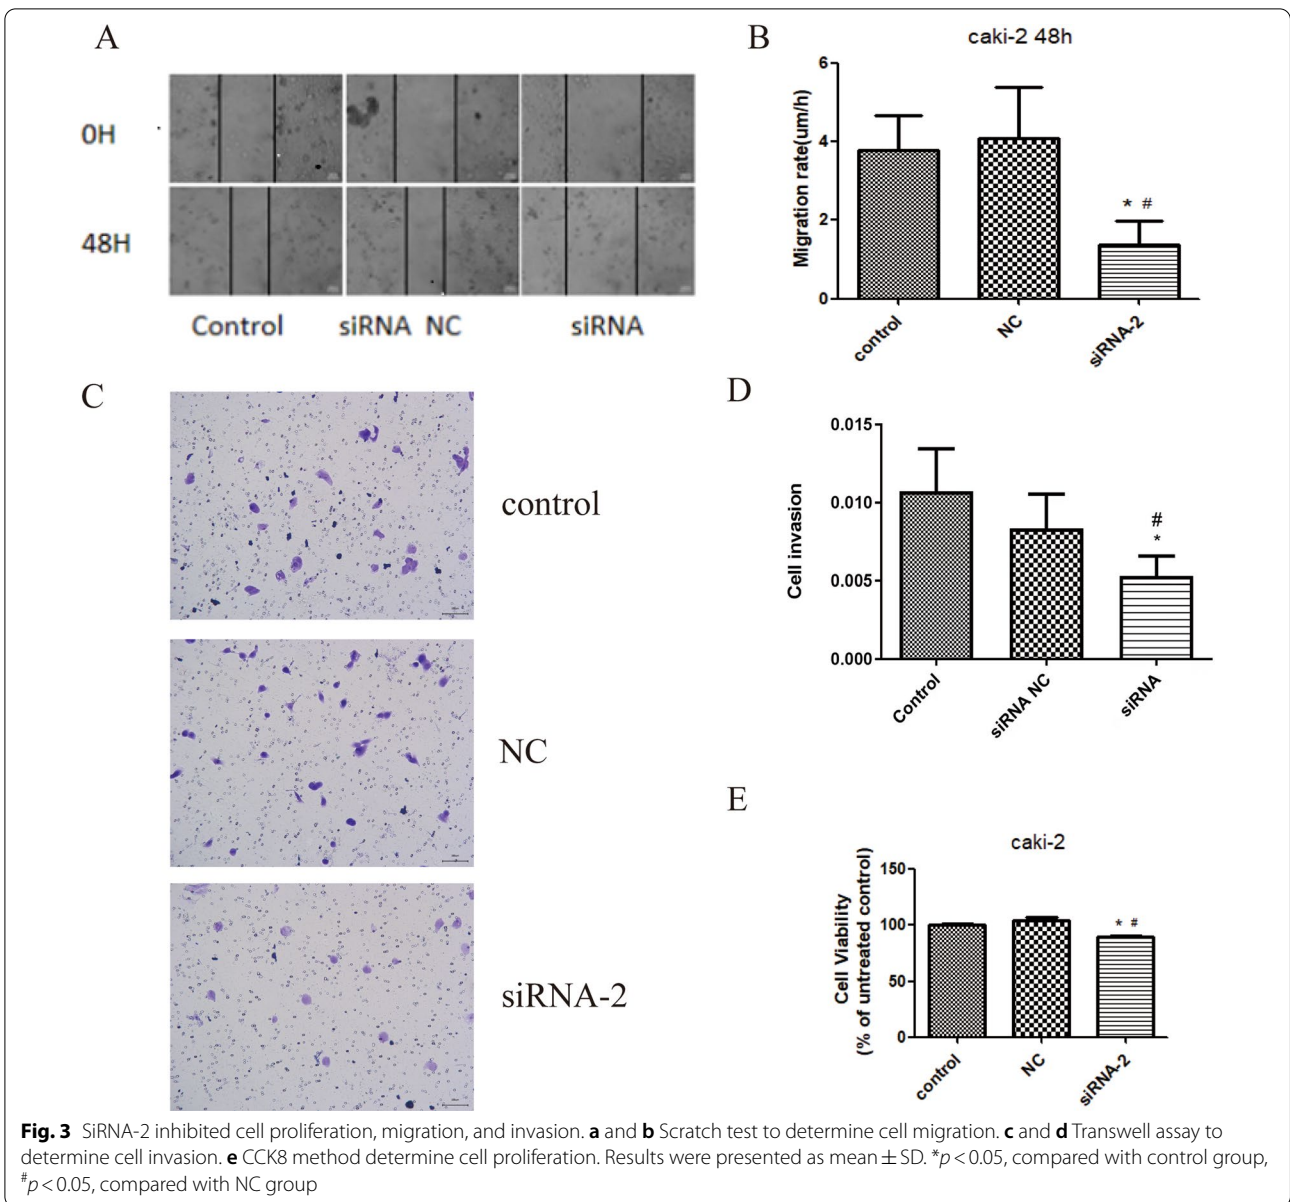 A
0H
48H
Control
siRNA NC
siRNA
B
caki-2 48h
Migration rate(um/h)
6
4
2
0
* #
control
NC
siRNA-2
C
control
NC
siRNA-2
D
Cell invasion
0.015
0.010
0.005
0.000
#
*
Control
siRNA NC
siRNA
E
caki-2
Cell Viability
(% of untreated control)
150
100
50
0
* #
control
NC
siRNA-2
Fig. 3 SiRNA-2 inhibited cell proliferation, migration, and invasion. a and b Scratch test to determine cell migration. c and d Transwell assay to
determine cell invasion. e CCK8 method determine cell proliferation. Results were presented as mean ± SD. *p < 0.05, compared with control group,
#p < 0.05, compared with NC group